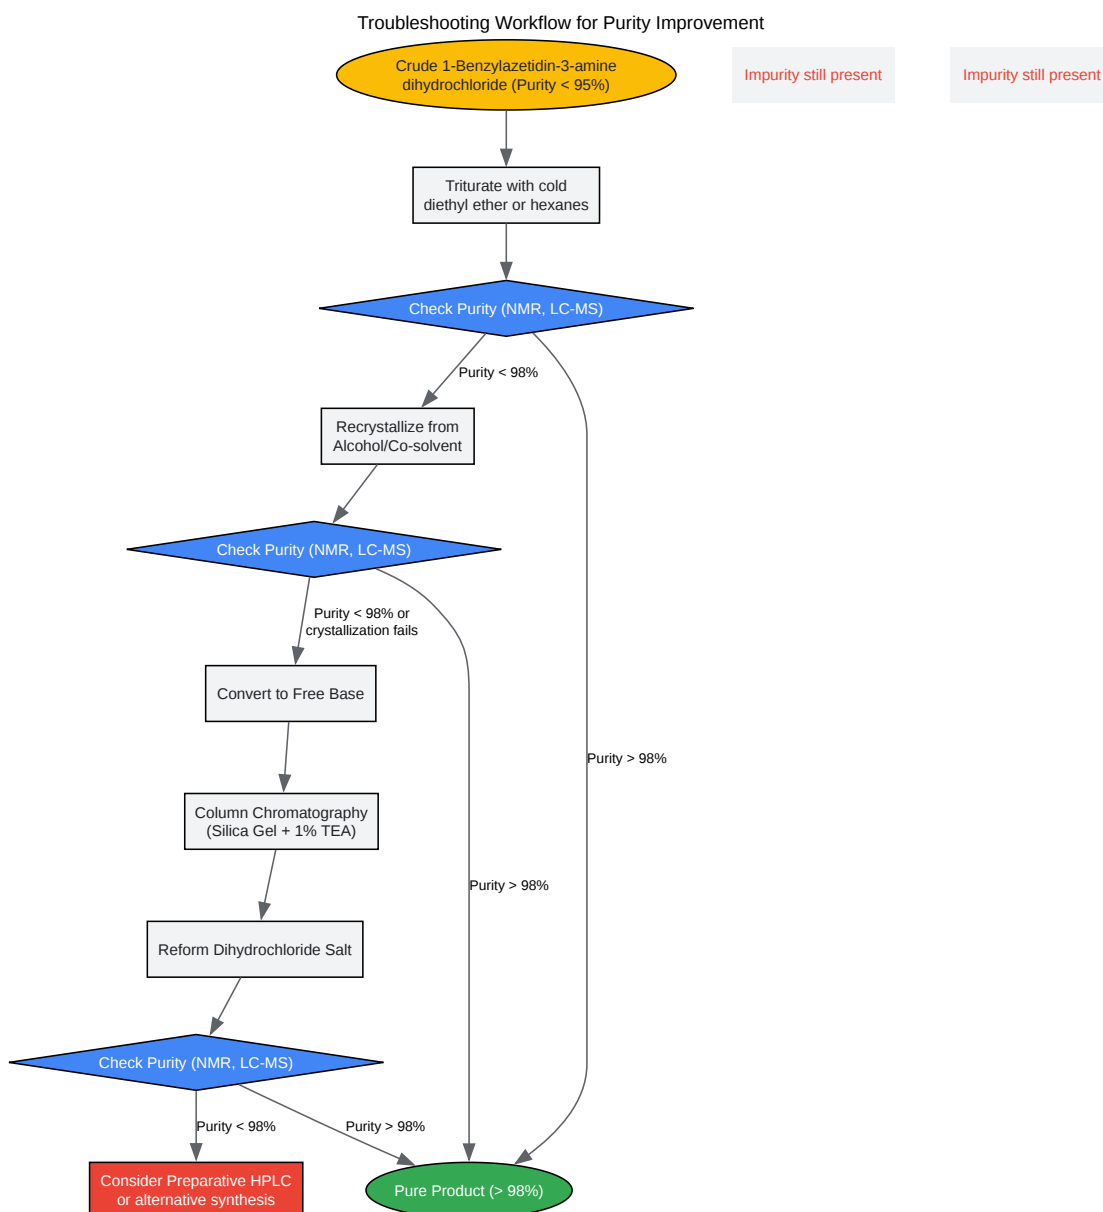 Troubleshooting Workflow for Purity Improvement
Crude 1-Benzylazetidin-3-amine
dihydrochloride (Purity < 95%)
Impurity still present
Impurity still present
Triturate with cold
diethyl ether or hexanes
Check Purity (NMR, LC-MS)
Purity < 98%
Recrystallize from
Alcohol/Co-solvent
Check Purity (NMR, LC-MS)
Purity < 98% or
crystallization fails
Convert to Free Base
Purity > 98%
Column Chromatography
(Silica Gel + 1% TEA)
Purity > 98%
Reform Dihydrochloride Salt
Check Purity (NMR, LC-MS)
Purity < 98%
Purity > 98%
Consider Preparative HPLC
or alternative synthesis
Pure Product (> 98%)